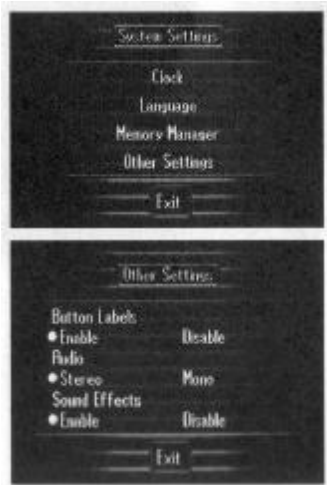 System Settings
Clock
Language
Memory Manager
Other Settings
Exit
Other Settings
Button Labels
Enable Disable
Audio
Stereo Mono
Sound Effects
Enable Disable
Exit